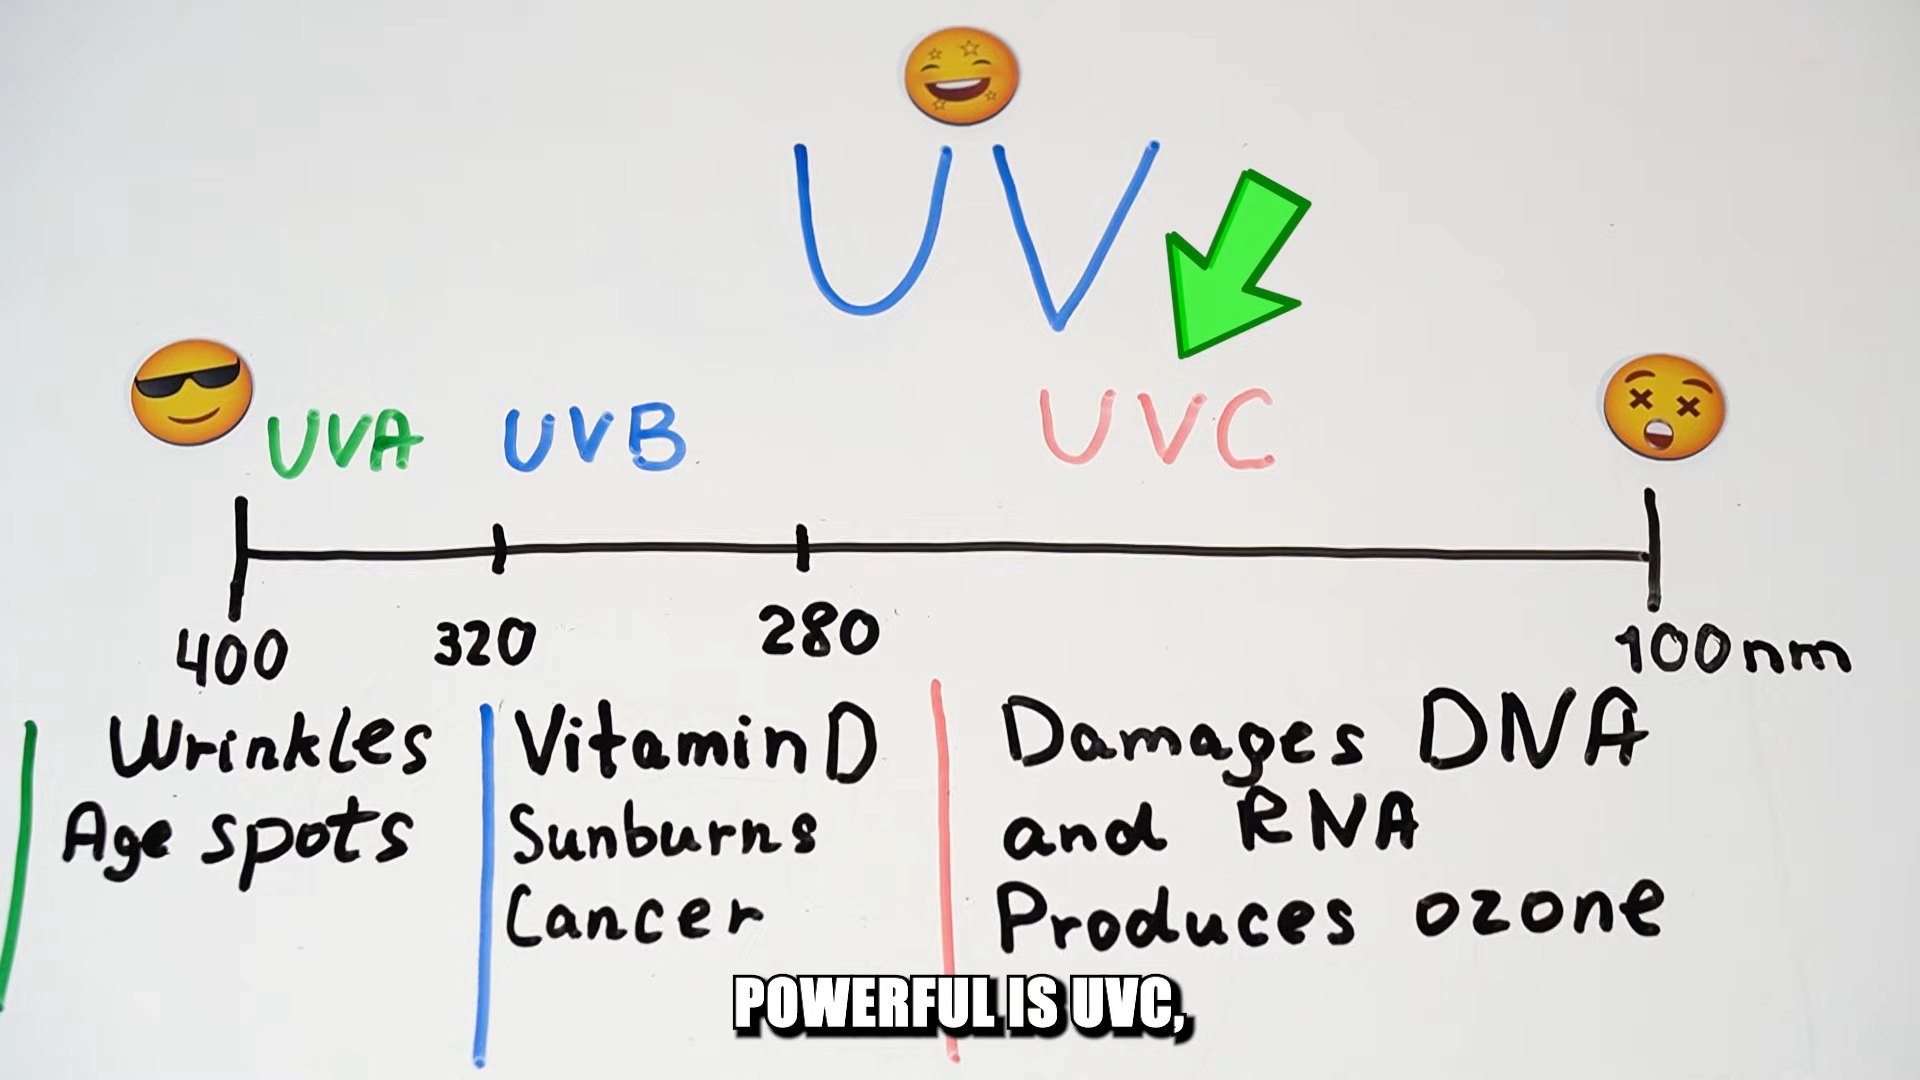 UV
UVA UVB UVC
400 320 280 100nm
Wrinkles
Age spots
Vitamin D
Sunburns
Cancer
Damages DNA
and RNA
Produces ozone
POWERFUL IS UVC,